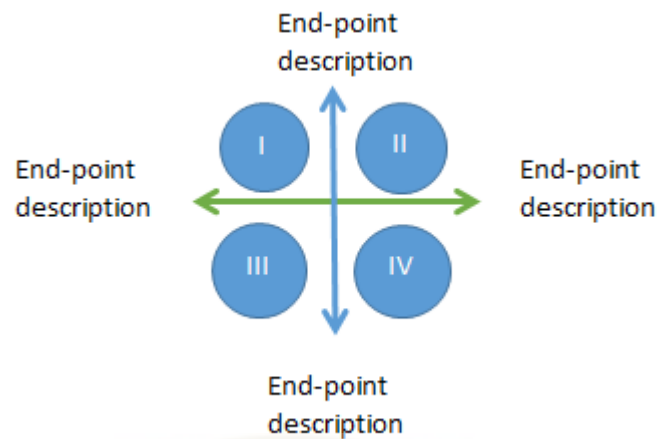 End-point
description
I
II
End-point
description
End-point
description
III
IV
End-point
description